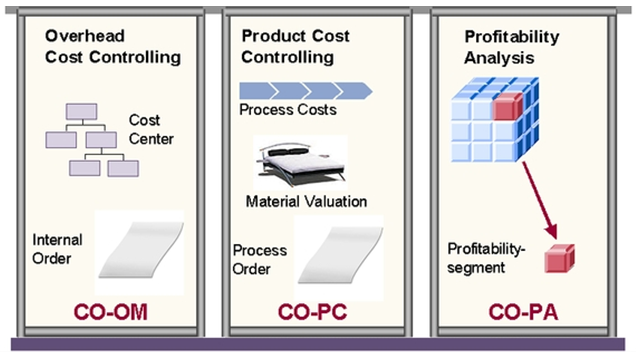 Overhead
Cost Controlling
Cost
Center
Internal
Order
CO-OM
Product Cost
Controlling
Process Costs
Material Valuation
Process
Order
CO-PC
Profitability
Analysis
Profitability-
segment
CO-PA